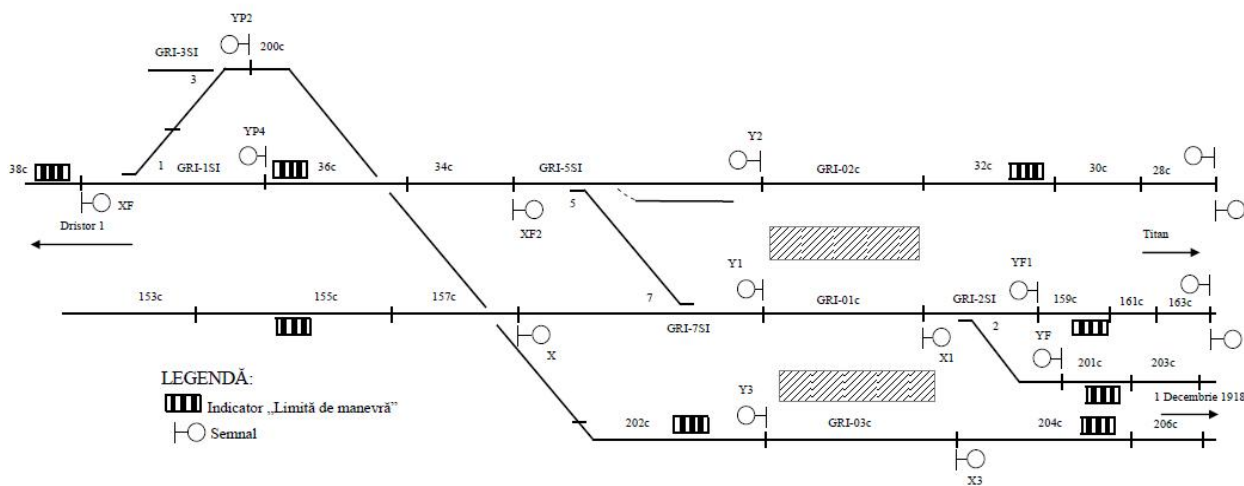 YP2
GRI-3SI
200c
3
YP4
Y2
38c
1
GRI-1SI
36c
34c
GRI-5SI
GRI-02c
32c
30c
28c
XF
5
XF2
Dristor 1
Titan
Y1
YF1
153c
155c
157c
7
GRI-01c
GRI-2SI
159c
161c
163c
GRI-7SI
2
X
X1
YF
LEGENDĂ:
Y3
201c
203c
Indicator „Limită de manevră”
1 Decembrie 1918
202c
GRI-03c
204c
206c
Semnal
X3